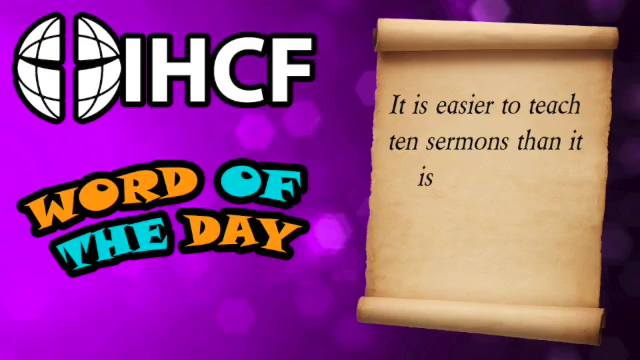 IHCF
WORD OF
THE DAY
It is easier to teach
ten sermons than it
is